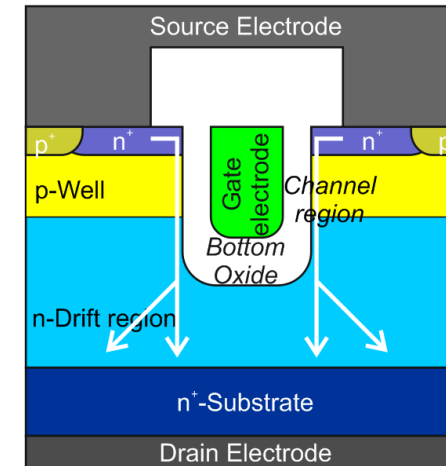 Source Electrode
p⁺ n⁺ n⁺ p
p-Well
Gate
electrode
Channel
region
Bottom
Oxide
n-Drift region
n⁺-Substrate
Drain Electrode